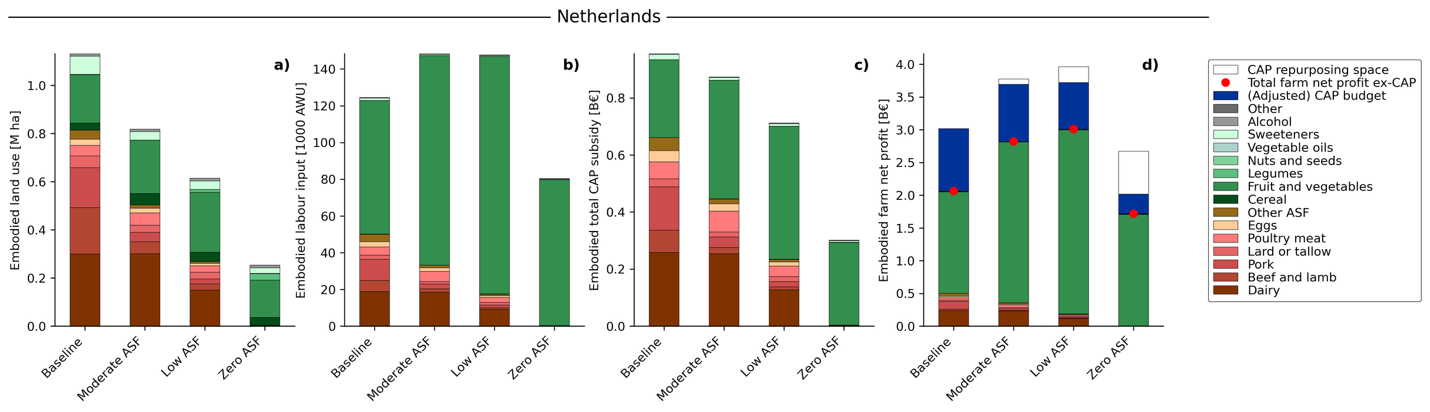 Netherlands
a)
Embodied land use [M ha]
1.0
0.8
0.6
0.4
0.2
0.0
Baseline
Moderate ASF
Low ASF
Zero ASF
b)
Embodied labour input [1000 AWU]
140
120
100
80
60
40
20
0
Baseline
Moderate ASF
Low ASF
Zero ASF
c)
Embodied total CAP subsidy [B€]
0.8
0.6
0.4
0.2
0.0
Baseline
Moderate ASF
Low ASF
Zero ASF
d)
Embodied farm net profit [B€]
4.0
3.5
3.0
2.5
2.0
1.5
1.0
0.5
0.0
Baseline
Moderate ASF
Low ASF
Zero ASF
CAP repurposing space
Total farm net profit ex-CAP
(Adjusted) CAP budget
Other
Alcohol
Sweeteners
Vegetable oils
Nuts and seeds
Legumes
Fruit and vegetables
Cereal
Other ASF
Eggs
Poultry meat
Lard or tallow
Pork
Beef and lamb
Dairy